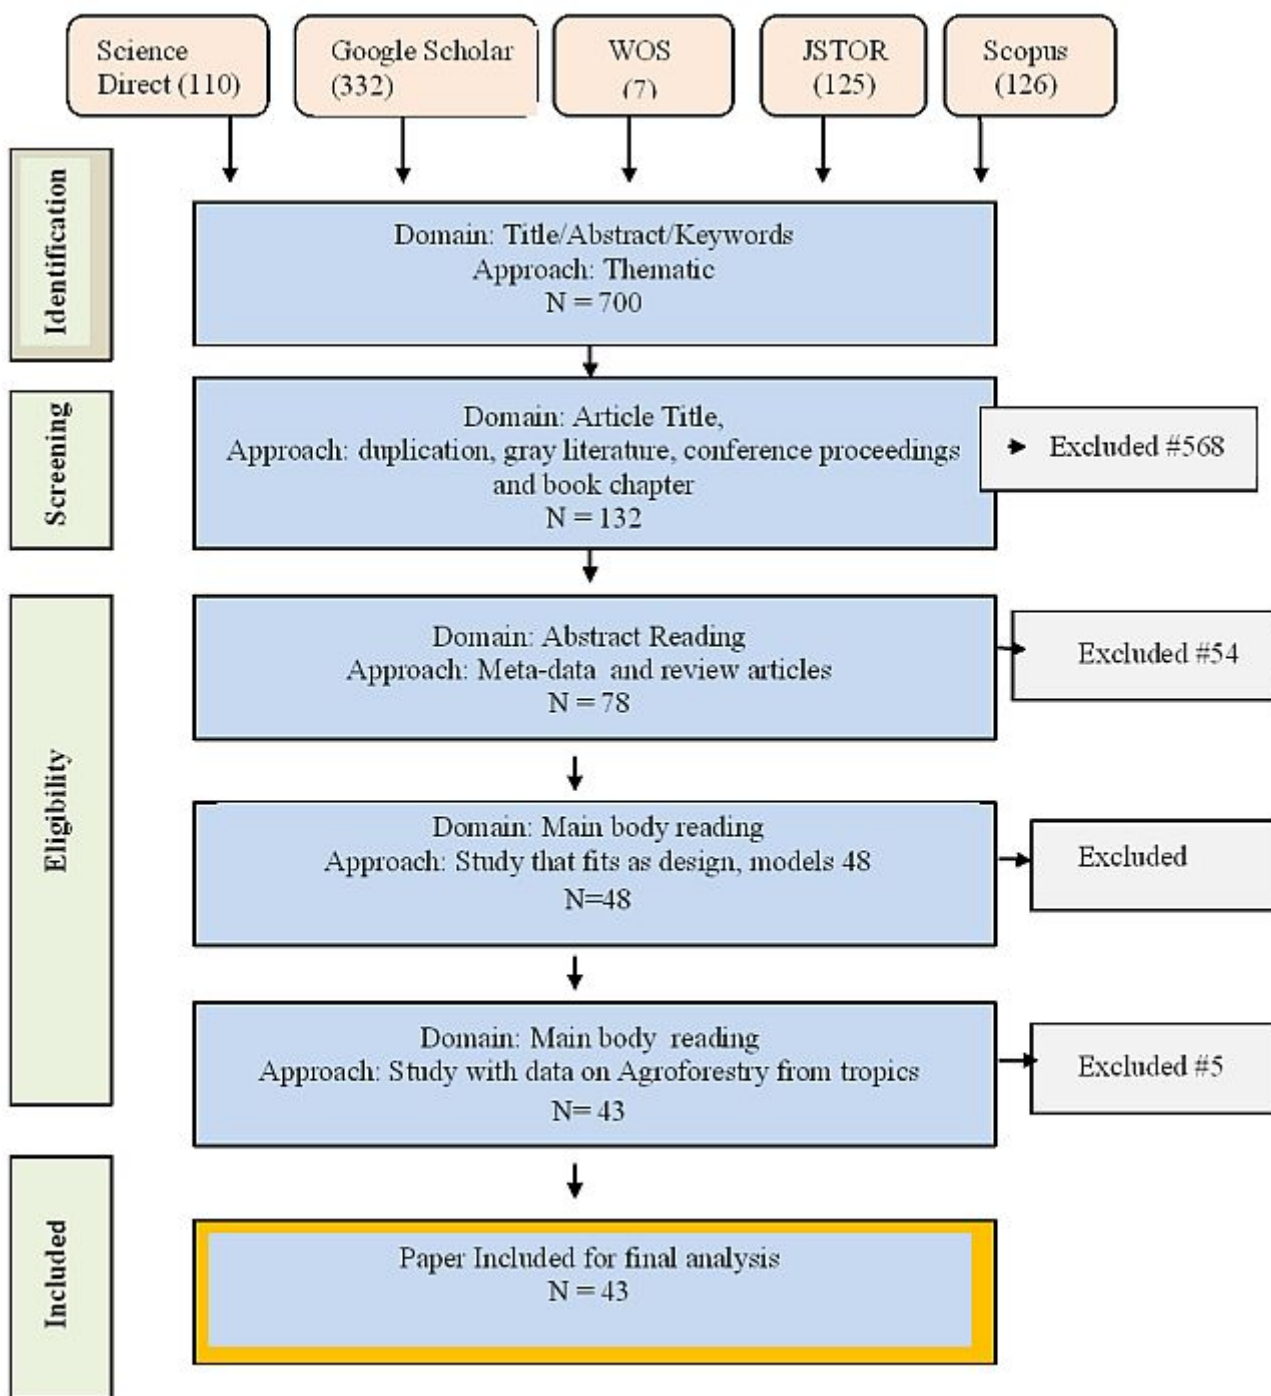 Science
Direct (110)
Google Scholar
(332)
WOS
(7)
JSTOR
(125)
Scopus
(126)
Identification
Domain: Title/Abstract/Keywords
Approach: Thematic
N = 700
Screening
Domain: Article Title,
Approach: duplication, gray literature, conference proceedings
and book chapter
N = 132
Excluded #568
Eligibility
Domain: Abstract Reading
Approach: Meta-data and review articles
N = 78
Excluded #54
Domain: Main body reading
Approach: Study that fits as design, models 48
N=48
Excluded
Domain: Main body reading
Approach: Study with data on Agroforestry from tropics
N= 43
Excluded #5
Included
Paper Included for final analysis
N = 43